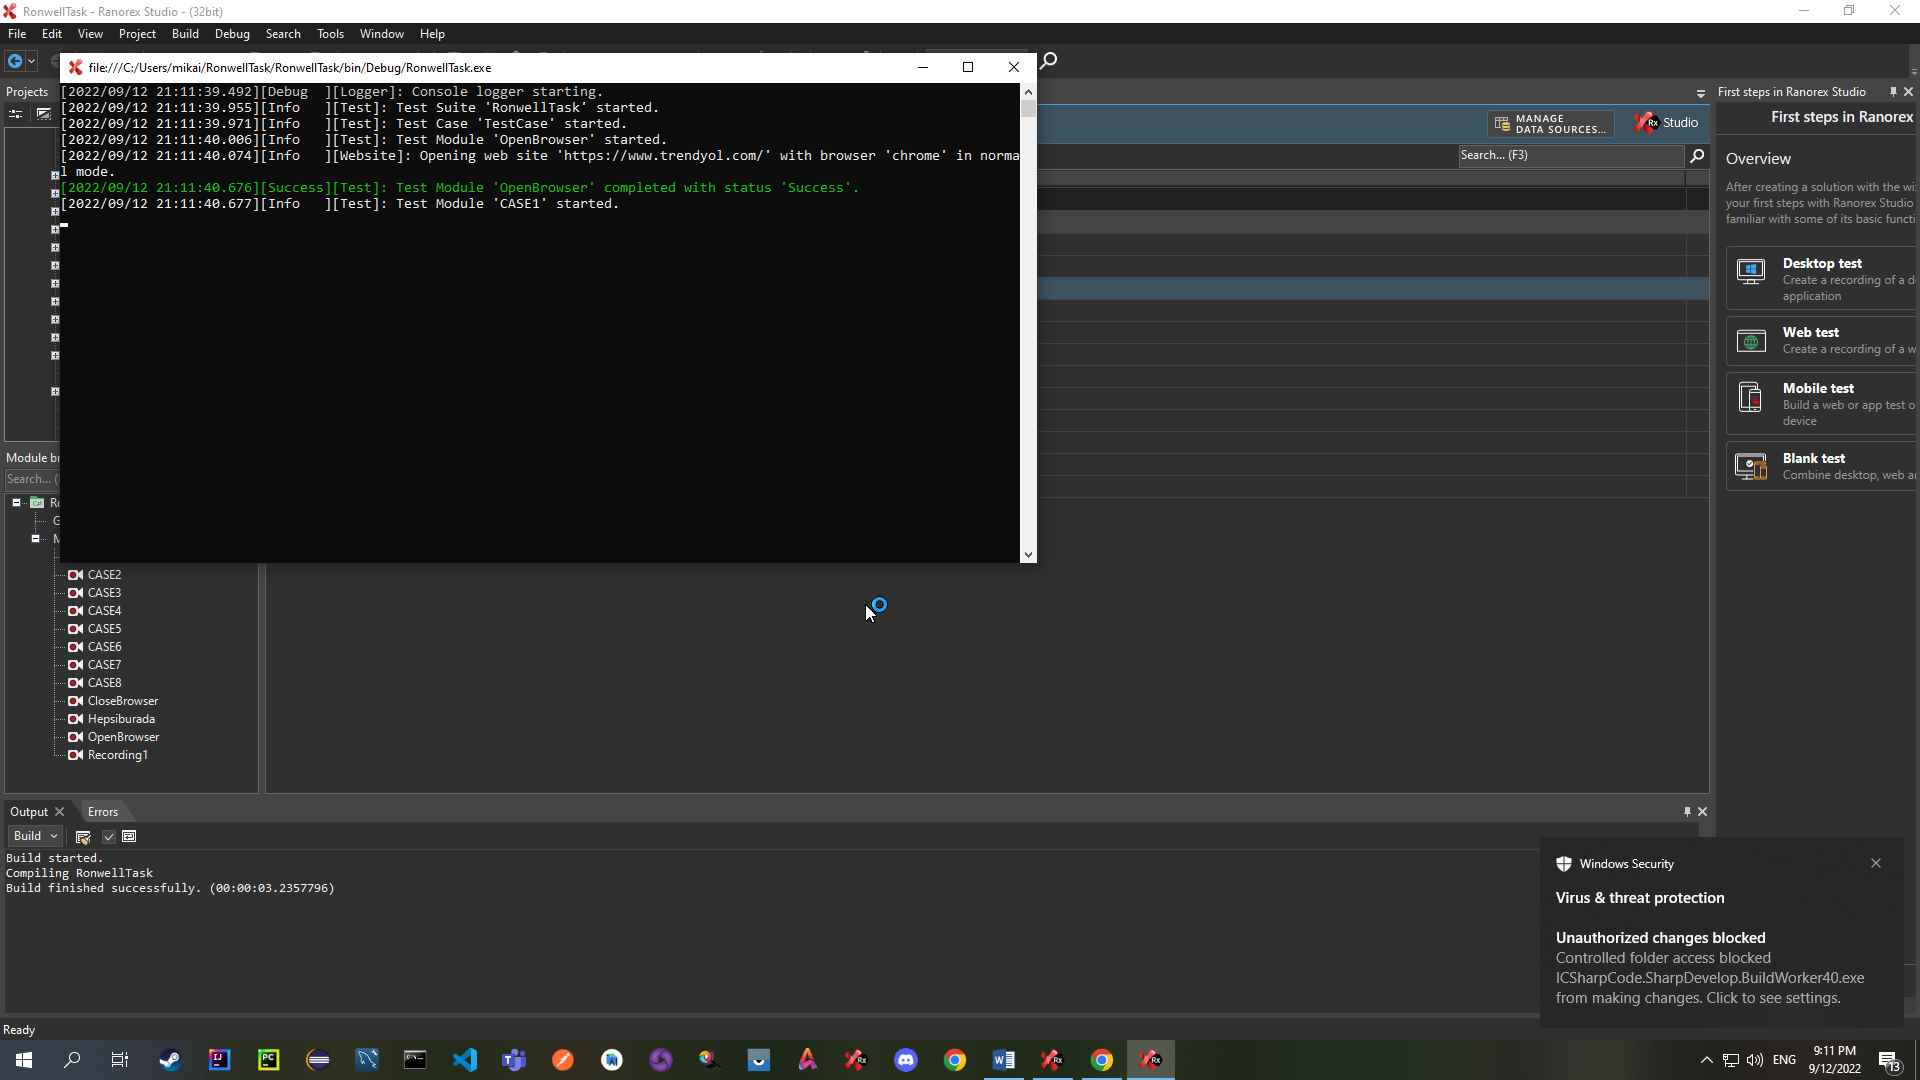 RonwellTask - Ranorex Studio - (32bit)
File Edit View Project Build Debug Search Tools Window Help
file:///C:/Users/mikai/RonwellTask/RonwellTask/bin/Debug/RonwellTask.exe
[2022/09/12 21:11:39.492][Debug ][Logger]: Console logger starting.
[2022/09/12 21:11:39.955][Info ][Test]: Test Suite 'RonwellTask' started.
[2022/09/12 21:11:39.971][Info ][Test]: Test Case 'TestCase' started.
[2022/09/12 21:11:40.006][Info ][Test]: Test Module 'OpenBrowser' started.
[2022/09/12 21:11:40.074][Info ][Website]: Opening web site 'https://www.trendyol.com/' with browser 'chrome' in norma
l mode.
[2022/09/12 21:11:40.676][Success][Test]: Test Module 'OpenBrowser' completed with status 'Success'.
[2022/09/12 21:11:40.677][Info ][Test]: Test Module 'CASE1' started.
Projects
Module b
Search...
CASE2
CASE3
CASE4
CASE5
CASE6
CASE7
CASE8
CloseBrowser
Hepsiburada
OpenBrowser
Recording1
MANAGE
DATA SOURCES...
Rx Studio
Search... (F3)
First steps in Ranorex Studio
First steps in Ranorex
Overview
After creating a solution with the wi
your first steps with Ranorex Studio
familiar with some of its basic functi
Desktop test
Create a recording of a d
application
Web test
Create a recording of a w
Mobile test
Build a web or app test o
device
Blank test
Combine desktop, web a
Output Errors
Build
Build started.
Compiling RonwellTask
Build finished successfully. (00:00:03.2357796)
Windows Security
Virus & threat protection
Unauthorized changes blocked
Controlled folder access blocked
ICSharpCode.SharpDevelop.BuildWorker40.exe
from making changes. Click to see settings.
Ready
ENG
9:11 PM
9/12/2022
13